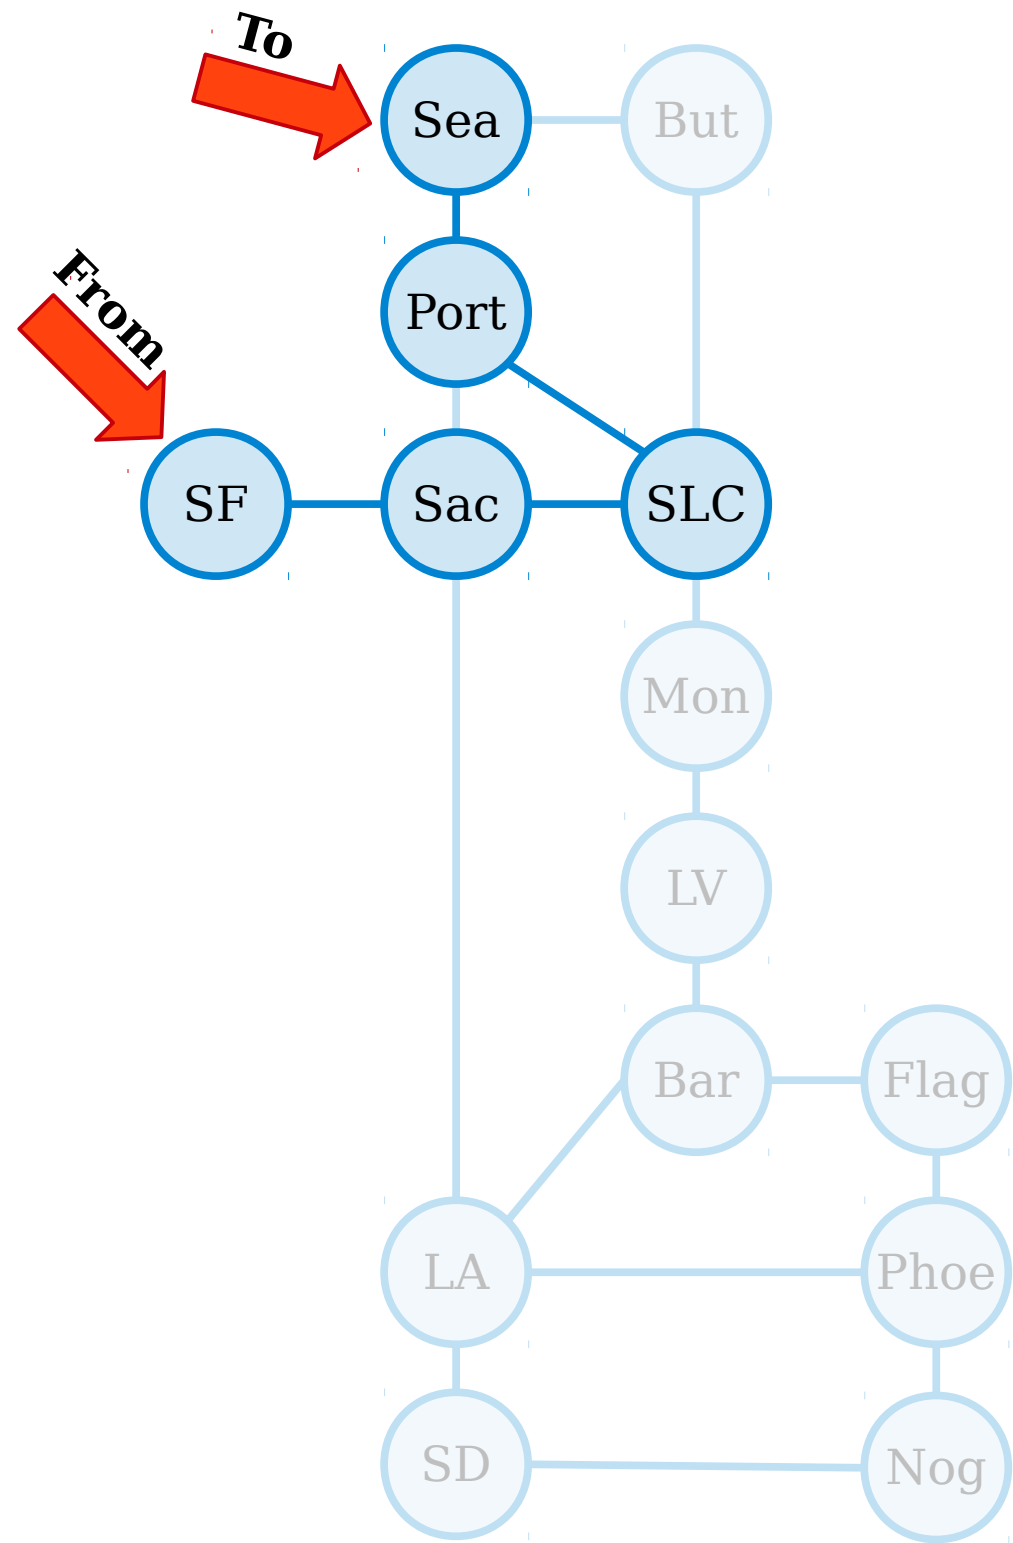 To
Sea
But
From
Port
SF
Sac
SLC
Mon
LV
Bar
Flag
LA
Phoe
SD
Nog